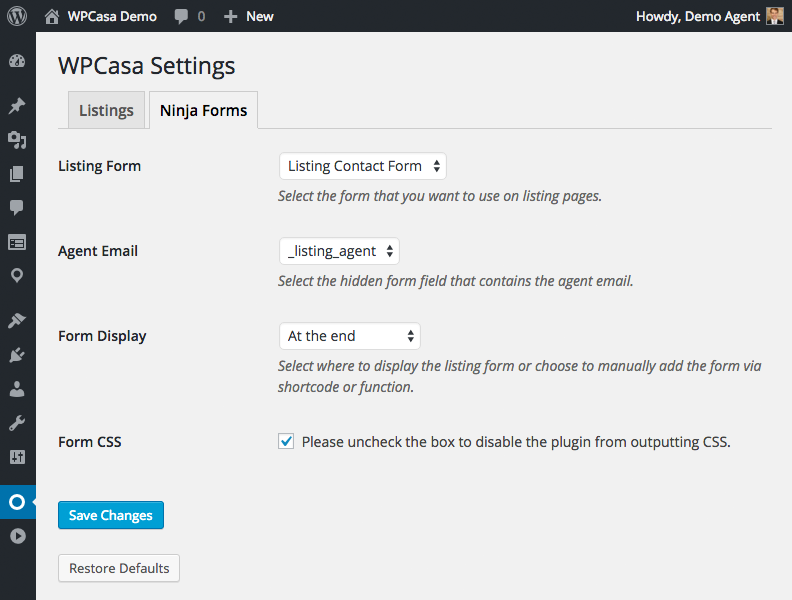 WPCasa Demo 0 New Howdy, Demo Agent
WPCasa Settings
Listings Ninja Forms
Listing Form Listing Contact Form
Select the form that you want to use on listing pages.
Agent Email _listing_agent
Select the hidden form field that contains the agent email.
Form Display At the end
Select where to display the listing form or choose to manually add the form via
shortcode or function.
Form CSS Please uncheck the box to disable the plugin from outputting CSS.
Save Changes
Restore Defaults